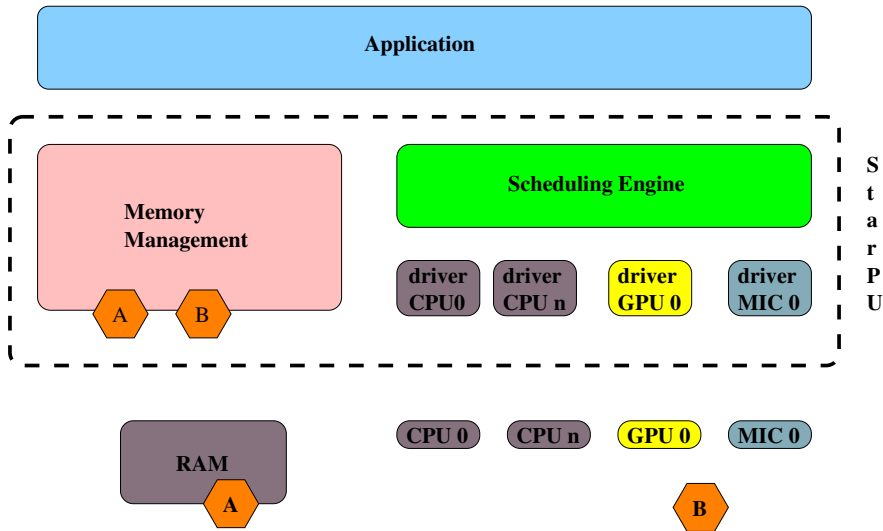 Application
Memory
Management
Scheduling Engine
S
t
a
r
P
U
driver
CPU0
driver
CPU n
driver
GPU 0
driver
MIC 0
A
B
CPU 0
CPU n
GPU 0
MIC 0
RAM
A
B